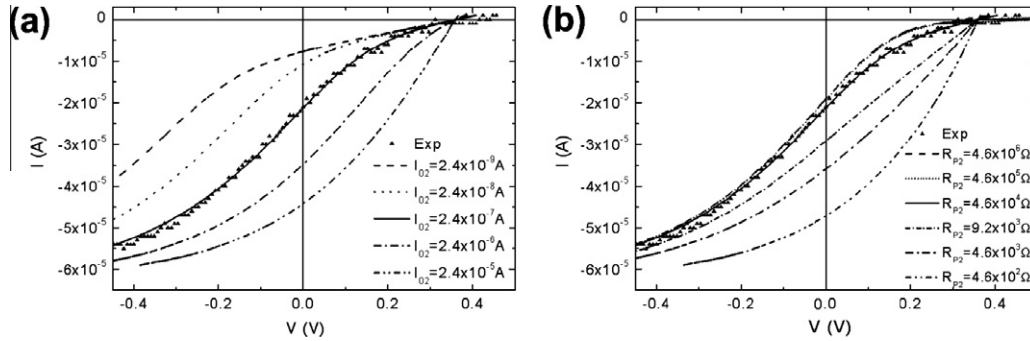 (a)
0
-1x10⁻⁵
-2x10⁻⁵
-3x10⁻⁵
-4x10⁻⁵
-5x10⁻⁵
-6x10⁻⁵
I (A)
-0.4 -0.2 0.0 0.2 0.4
V (V)
Exp
I₀₂=2.4x10⁻⁹A
I₀₂=2.4x10⁻⁸A
I₀₂=2.4x10⁻⁷A
I₀₂=2.4x10⁻⁶A
I₀₂=2.4x10⁻⁵A
(b)
0
-1x10⁻⁵
-2x10⁻⁵
-3x10⁻⁵
-4x10⁻⁵
-5x10⁻⁵
-6x10⁻⁵
I (A)
-0.4 -0.2 0.0 0.2 0.4
V (V)
Exp
R_P2=4.6x10⁶Ω
R_P2=4.6x10⁵Ω
R_P2=4.6x10⁴Ω
R_P2=9.2x10³Ω
R_P2=4.6x10³Ω
R_P2=4.6x10²Ω